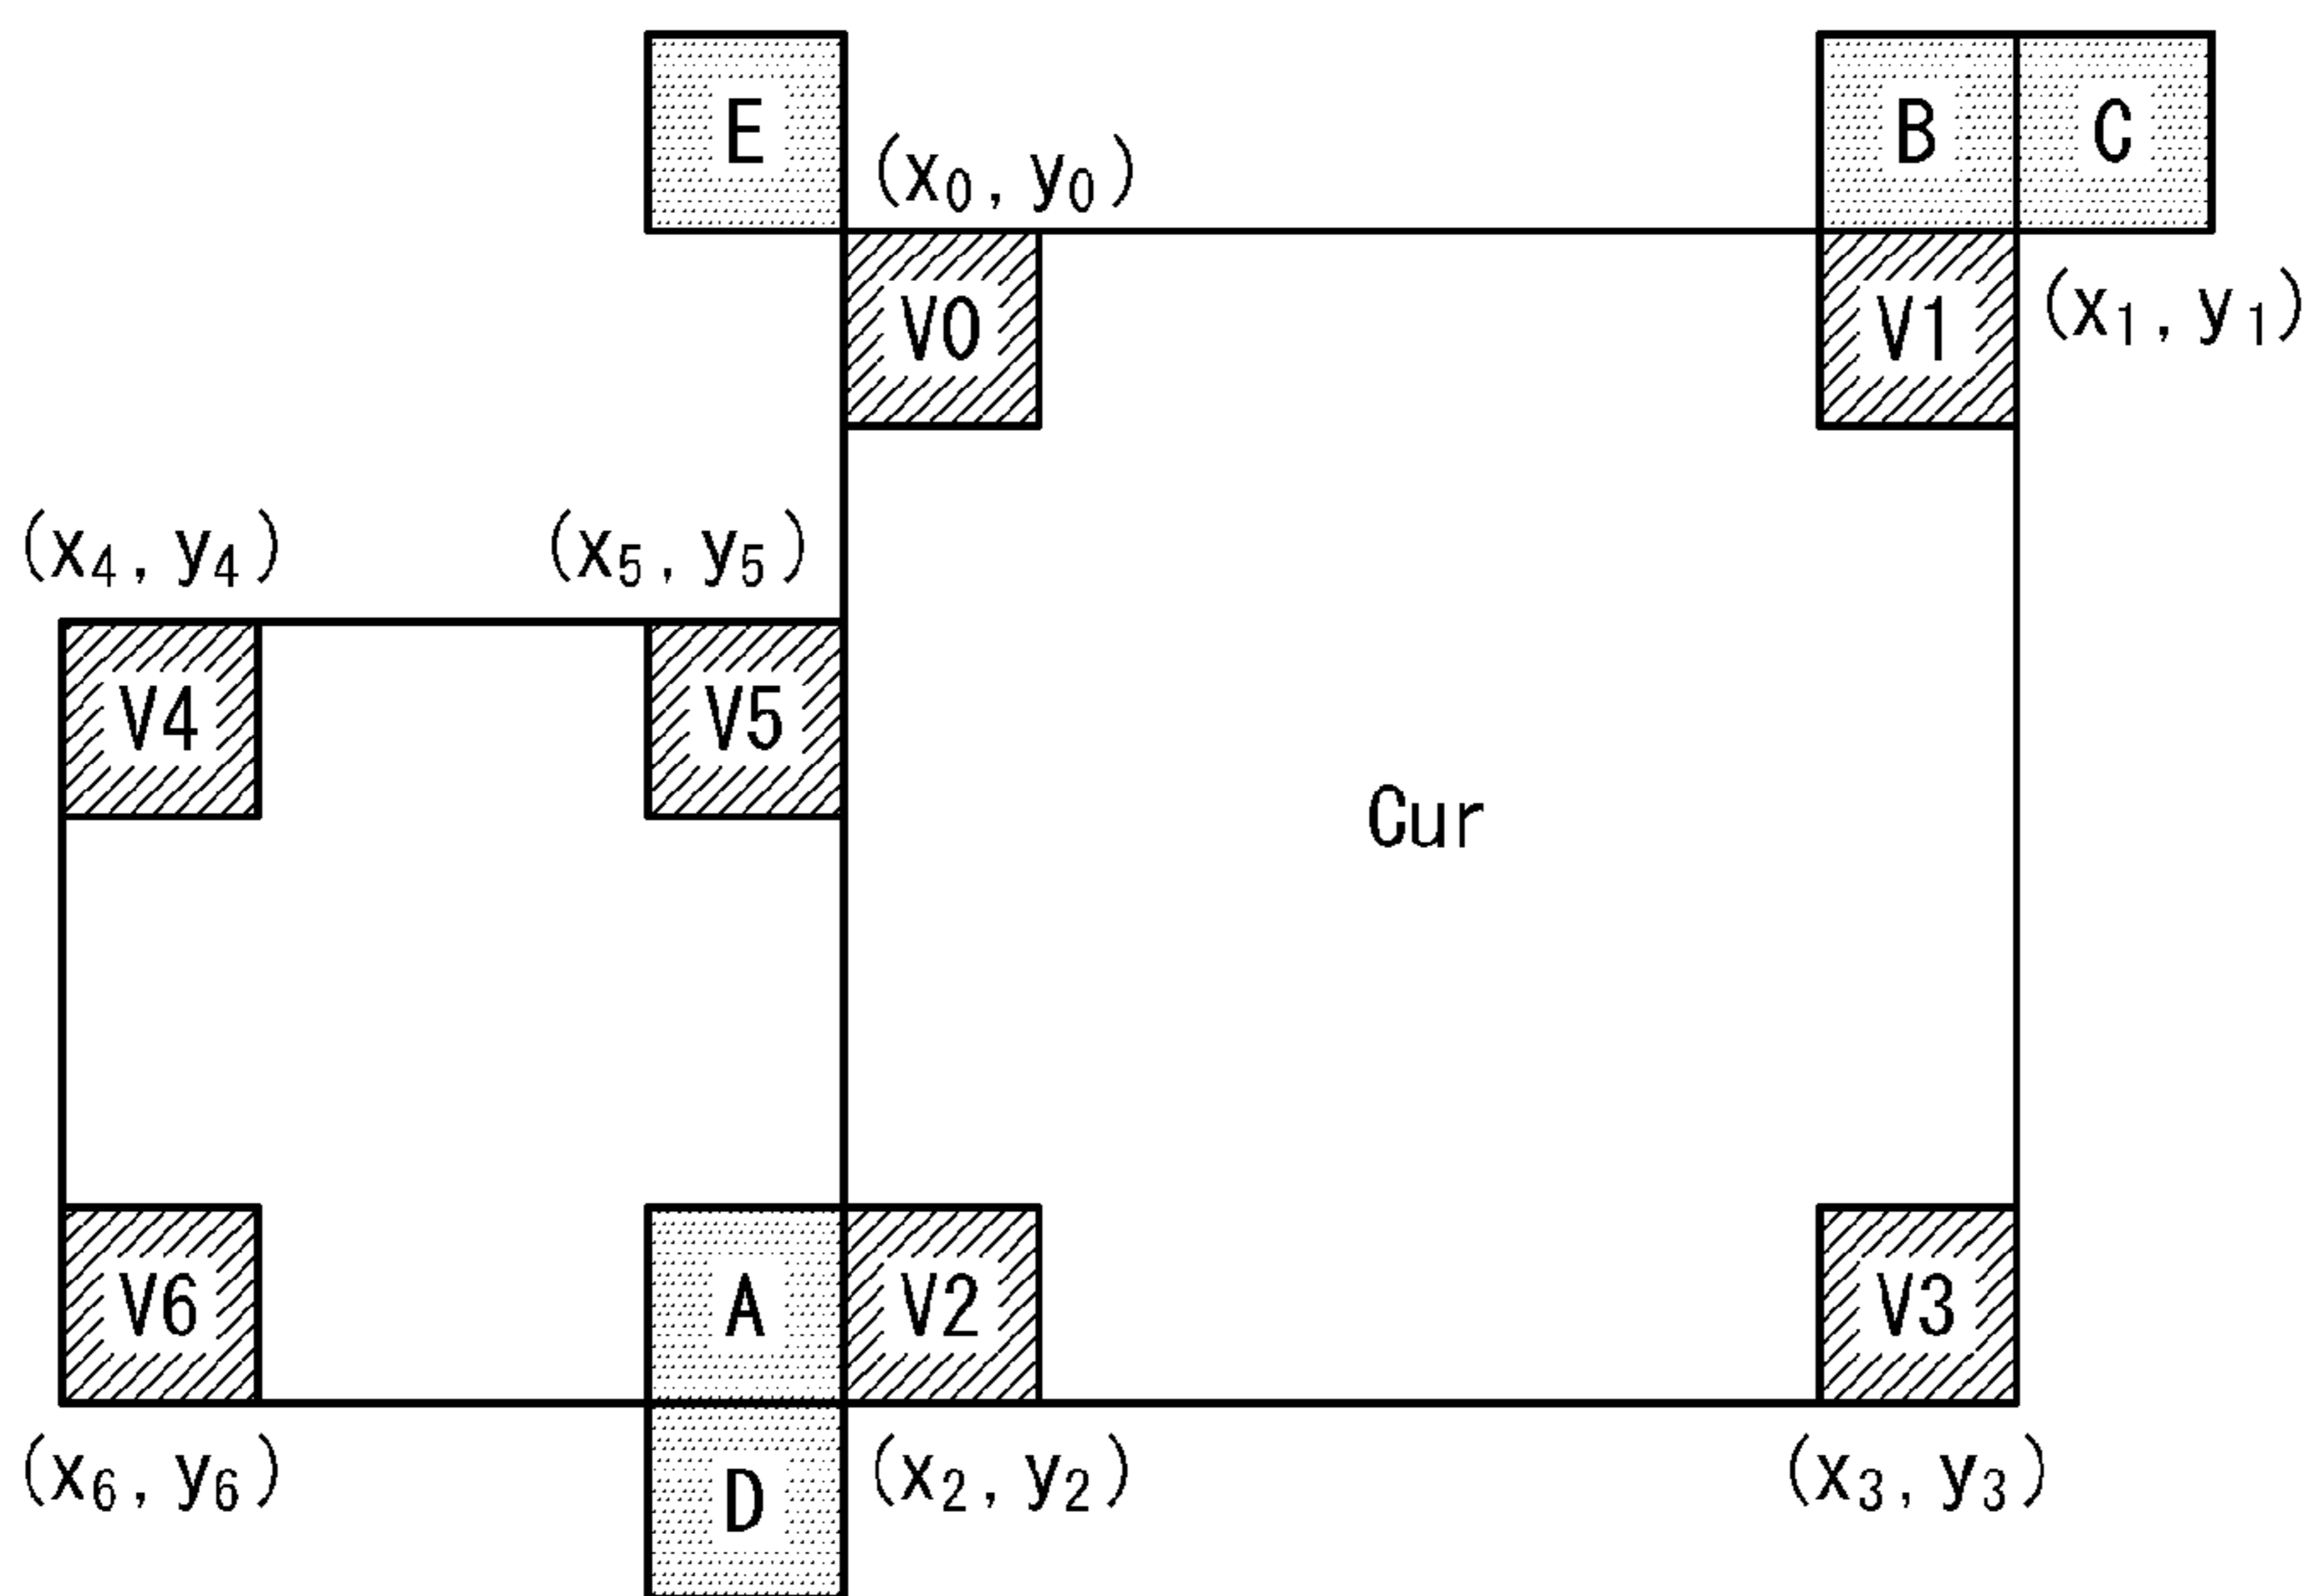 E
B
C
(x₀, y₀)
V0
V1
(x₁, y₁)
(x₄, y₄)
(x₅, y₅)
V4
V5
Cur
V6
A
V2
V3
(x₆, y₆)
D
(x₂, y₂)
(x₃, y₃)